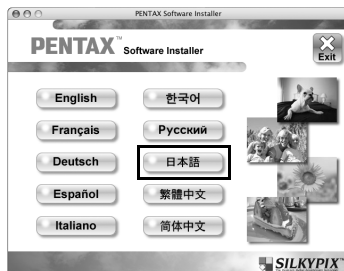 PENTAX Software Installer
PENTAX™ Software Installer
Exit
English
한국어
Français
Русский
Deutsch
日本語
Español
繁體中文
Italiano
简体中文
SILKYPIX